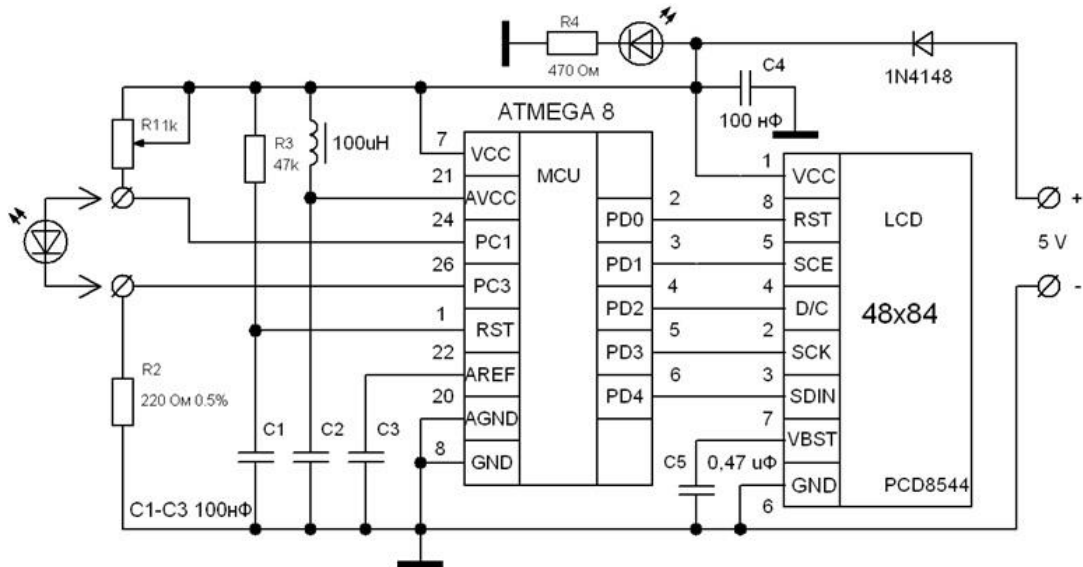 R4
470 Ом
1N4148
C4
100 нФ
R1 1k
R3
47k
100uH
ATMEGA 8
MCU
7
VCC
21
AVCC
24
PC1
26
PC3
1
RST
22
AREF
20
AGND
8
GND
2
PD0
3
PD1
4
PD2
5
PD3
6
PD4
1
VCC
8
RST
5
SCE
4
D/C
2
SCK
3
SDIN
7
VBST
GND
6
LCD
48x84
PCD8544
+
5 V
-
R2
220 Ом 0.5%
C1
C2
C3
C1-C3 100нФ
C5
0,47 uФ